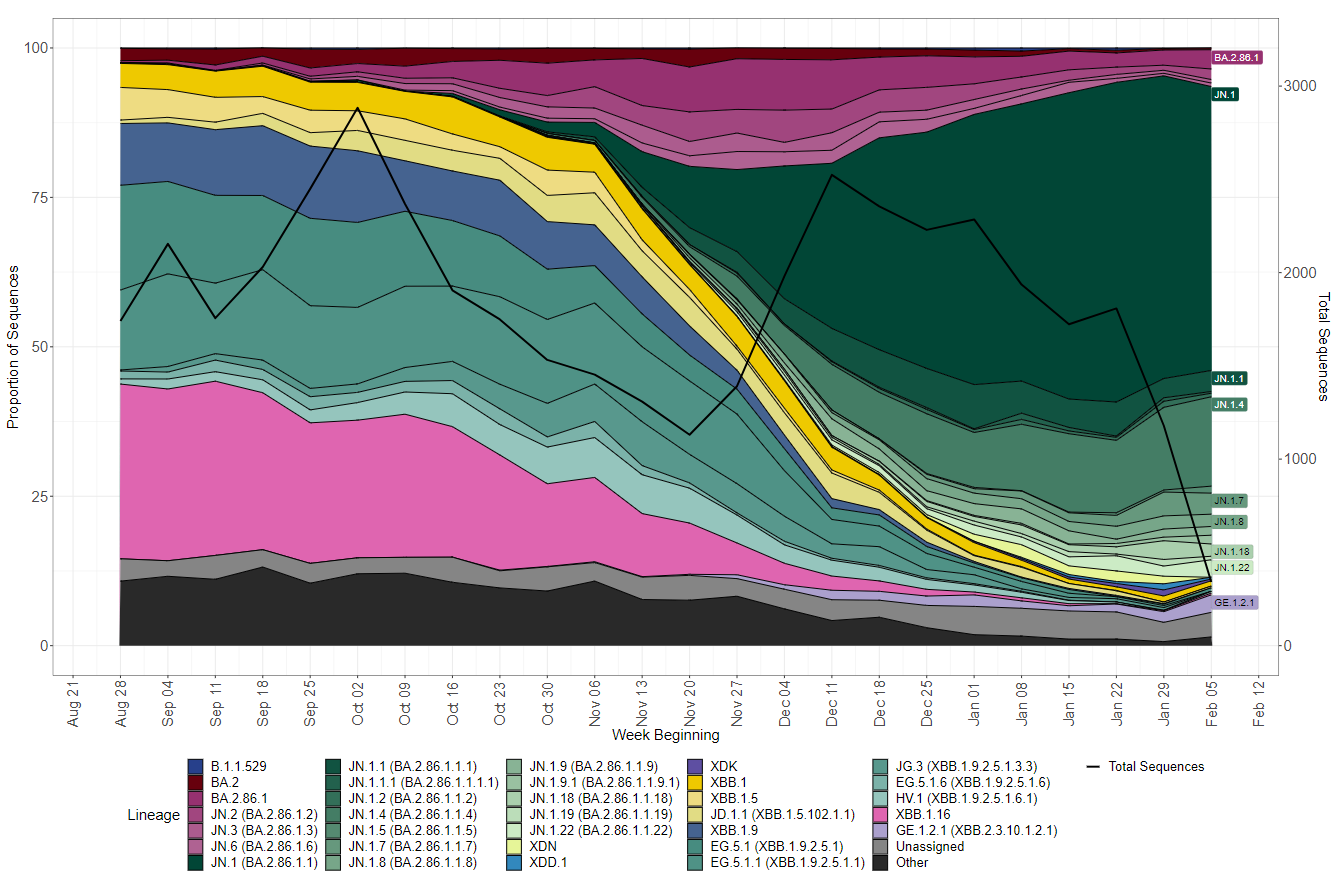 100
75
50
25
0
Proportion of Sequences
3000
2000
1000
0
Total Sequences
BA.2.86.1
JN.1
JN.1.1
JN.1.4
JN.1.7
JN.1.8
JN.1.18
JN.1.22
GE.1.2.1
Aug 21
Aug 28
Sep 04
Sep 11
Sep 18
Sep 25
Oct 02
Oct 09
Oct 16
Oct 23
Oct 30
Nov 06
Nov 13
Nov 20
Nov 27
Dec 04
Dec 11
Dec 18
Dec 25
Jan 01
Jan 08
Jan 15
Jan 22
Jan 29
Feb 05
Feb 12
Week Beginning
Lineage
B.1.1.529
BA.2
BA.2.86.1
JN.2 (BA.2.86.1.2)
JN.3 (BA.2.86.1.3)
JN.6 (BA.2.86.1.6)
JN.1 (BA.2.86.1.1)
JN.1.1 (BA.2.86.1.1.1)
JN.1.1.1 (BA.2.86.1.1.1.1)
JN.1.2 (BA.2.86.1.1.2)
JN.1.4 (BA.2.86.1.1.4)
JN.1.5 (BA.2.86.1.1.5)
JN.1.7 (BA.2.86.1.1.7)
JN.1.8 (BA.2.86.1.1.8)
JN.1.9 (BA.2.86.1.1.9)
JN.1.9.1 (BA.2.86.1.1.9.1)
JN.1.18 (BA.2.86.1.1.18)
JN.1.19 (BA.2.86.1.1.19)
JN.1.22 (BA.2.86.1.1.22)
XDN
XDD.1
XDK
XBB.1
XBB.1.5
JD.1.1 (XBB.1.5.102.1.1)
XBB.1.9
EG.5.1 (XBB.1.9.2.5.1)
EG.5.1.1 (XBB.1.9.2.5.1.1)
JG.3 (XBB.1.9.2.5.1.3.3)
EG.5.1.6 (XBB.1.9.2.5.1.6)
HV.1 (XBB.1.9.2.5.1.6.1)
XBB.1.16
GE.1.2.1 (XBB.2.3.10.1.2.1)
Unassigned
Other
Total Sequences